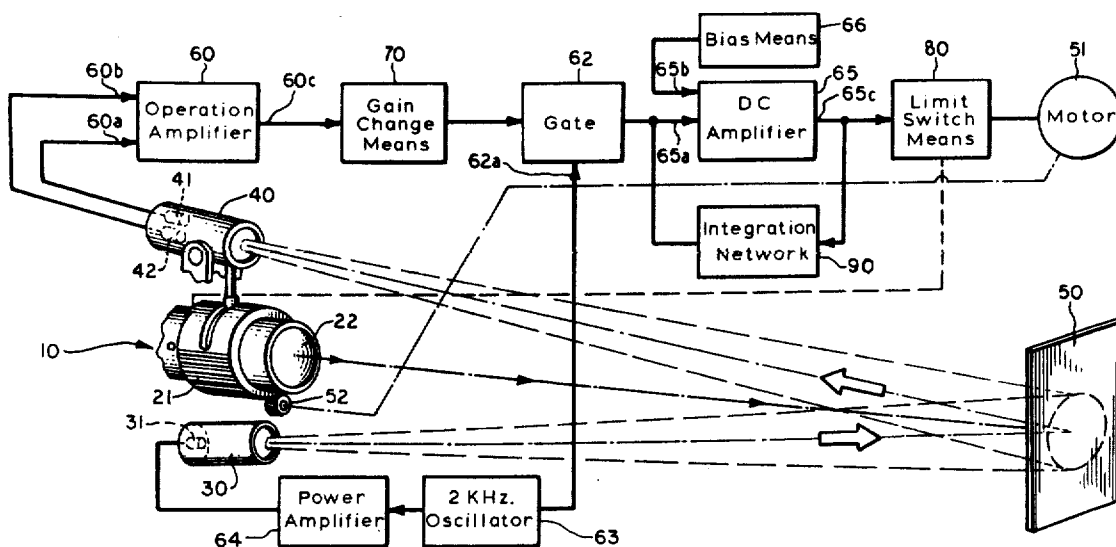 66
Bias Means
60
70
62
65b
65
80
51
60b
60c
65c
Operation
Amplifier
Gain
Change
Means
Gate
DC
Amplifier
Limit
Switch
Means
Motor
60a
65a
62a
41
40
42
Integration
Network
90
50
22
10
21
52
31
CD
30
Power
Amplifier
2 KHz.
Oscillator
64
63